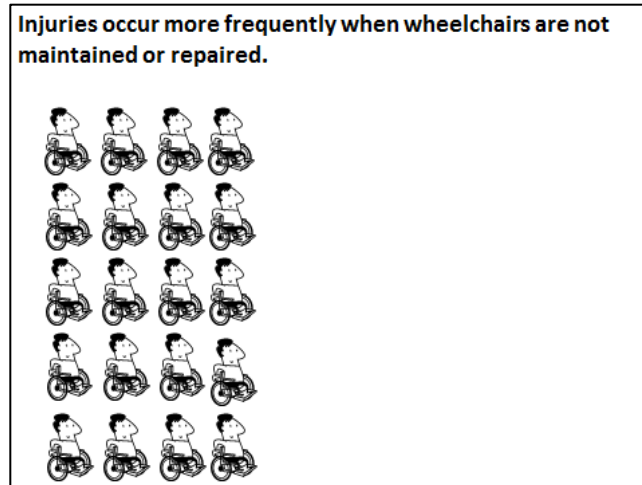 Injuries occur more frequently when wheelchairs are not
maintained or repaired.